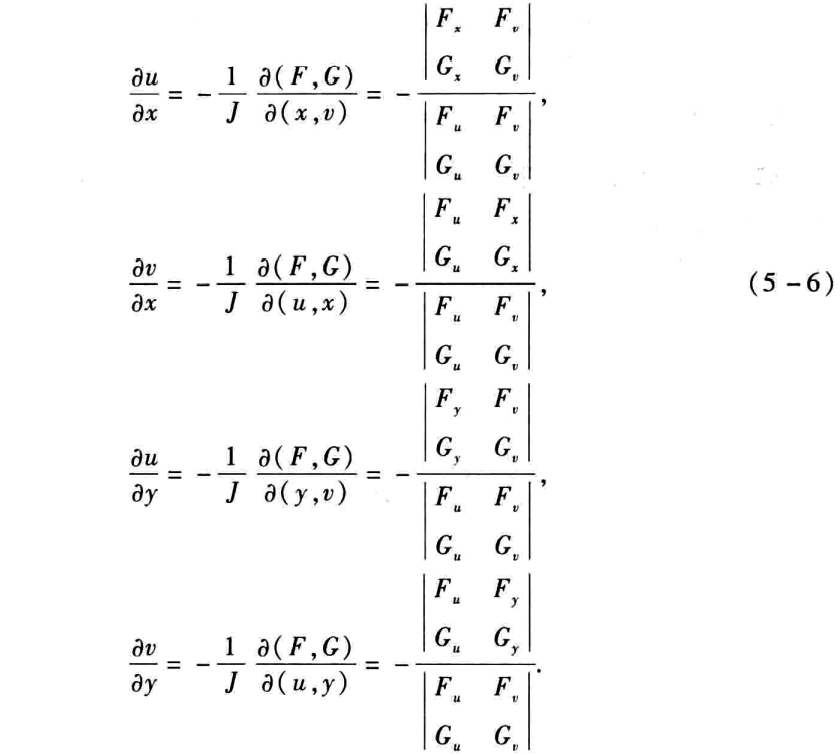 $$\frac{\partial u}{\partial x} = -\frac{1}{J}\frac{\partial(F,G)}{\partial(x,v)} = -\frac{\begin{vmatrix} F_x & F_v \\ G_x & G_v \end{vmatrix}}{\begin{vmatrix} F_u & F_v \\ G_u & G_v \end{vmatrix}},$$
$$\frac{\partial v}{\partial x} = -\frac{1}{J}\frac{\partial(F,G)}{\partial(u,x)} = -\frac{\begin{vmatrix} F_u & F_x \\ G_u & G_x \end{vmatrix}}{\begin{vmatrix} F_u & F_v \\ G_u & G_v \end{vmatrix}}, \quad (5-6)$$
$$\frac{\partial u}{\partial y} = -\frac{1}{J}\frac{\partial(F,G)}{\partial(y,v)} = -\frac{\begin{vmatrix} F_y & F_v \\ G_y & G_v \end{vmatrix}}{\begin{vmatrix} F_u & F_v \\ G_u & G_v \end{vmatrix}},$$
$$\frac{\partial v}{\partial y} = -\frac{1}{J}\frac{\partial(F,G)}{\partial(u,y)} = -\frac{\begin{vmatrix} F_u & F_y \\ G_u & G_y \end{vmatrix}}{\begin{vmatrix} F_u & F_v \\ G_u & G_v \end{vmatrix}}.$$